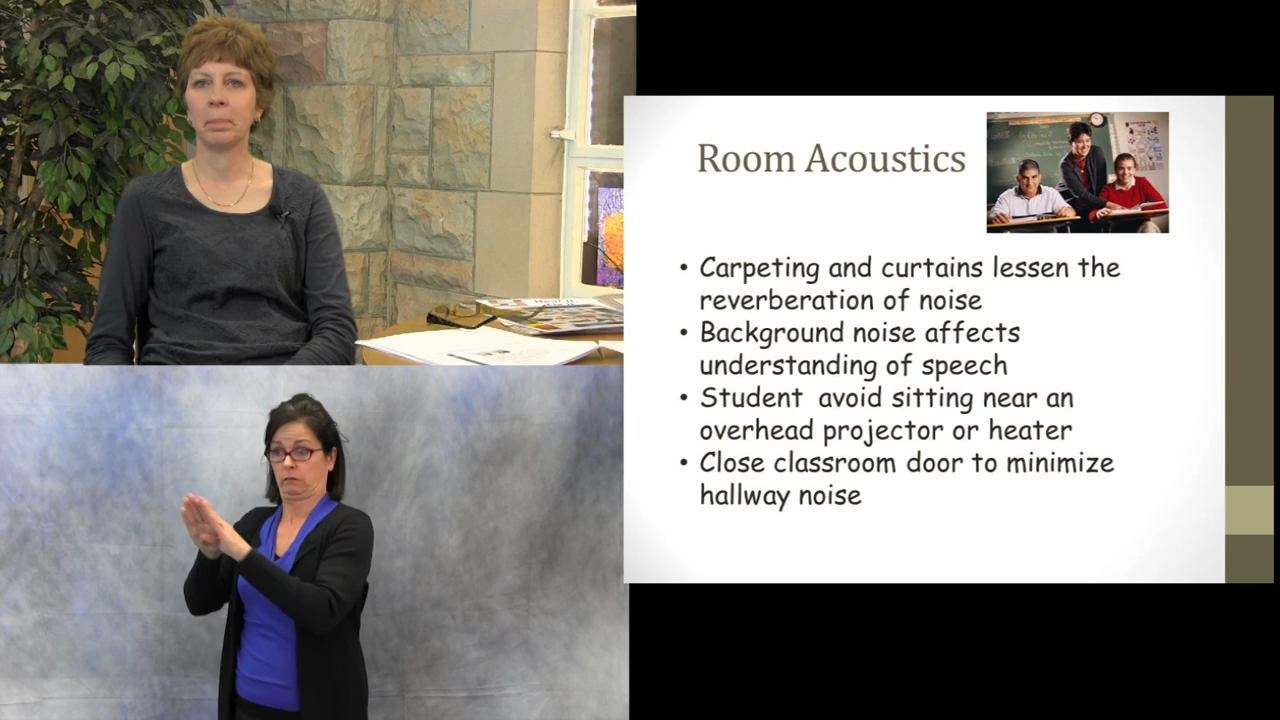 Room Acoustics
• Carpeting and curtains lessen the
reverberation of noise
• Background noise affects
understanding of speech
• Student  avoid sitting near an
overhead projector or heater
• Close classroom door to minimize
hallway noise